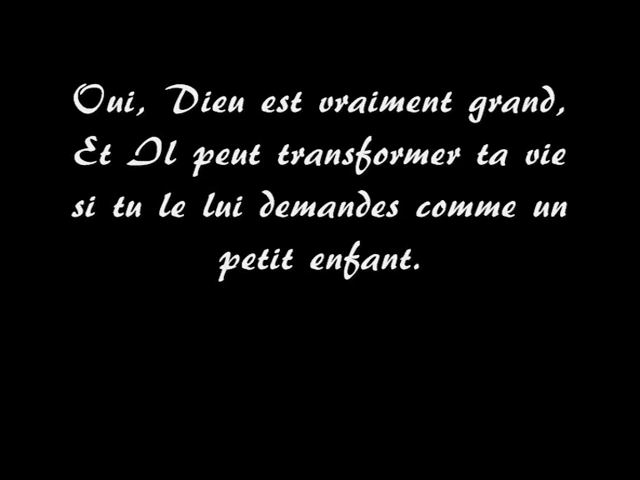 Oui, Dieu est vraiment grand,
Et Il peut transformer ta vie
si tu le lui demandes comme un
petit enfant.